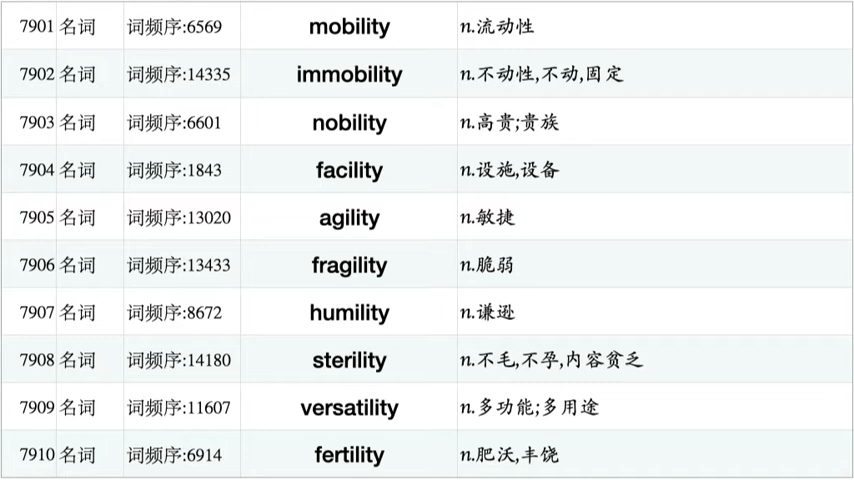 7901 名词 词频序:6569 mobility n.流动性
7902 名词 词频序:14335 immobility n.不动性,不动,固定
7903 名词 词频序:6601 nobility n.高贵;贵族
7904 名词 词频序:1843 facility n.设施,设备
7905 名词 词频序:13020 agility n.敏捷
7906 名词 词频序:13433 fragility n.脆弱
7907 名词 词频序:8672 humility n.谦逊
7908 名词 词频序:14180 sterility n.不毛,不孕,内容贫乏
7909 名词 词频序:11607 versatility n.多功能;多用途
7910 名词 词频序:6914 fertility n.肥沃,丰饶